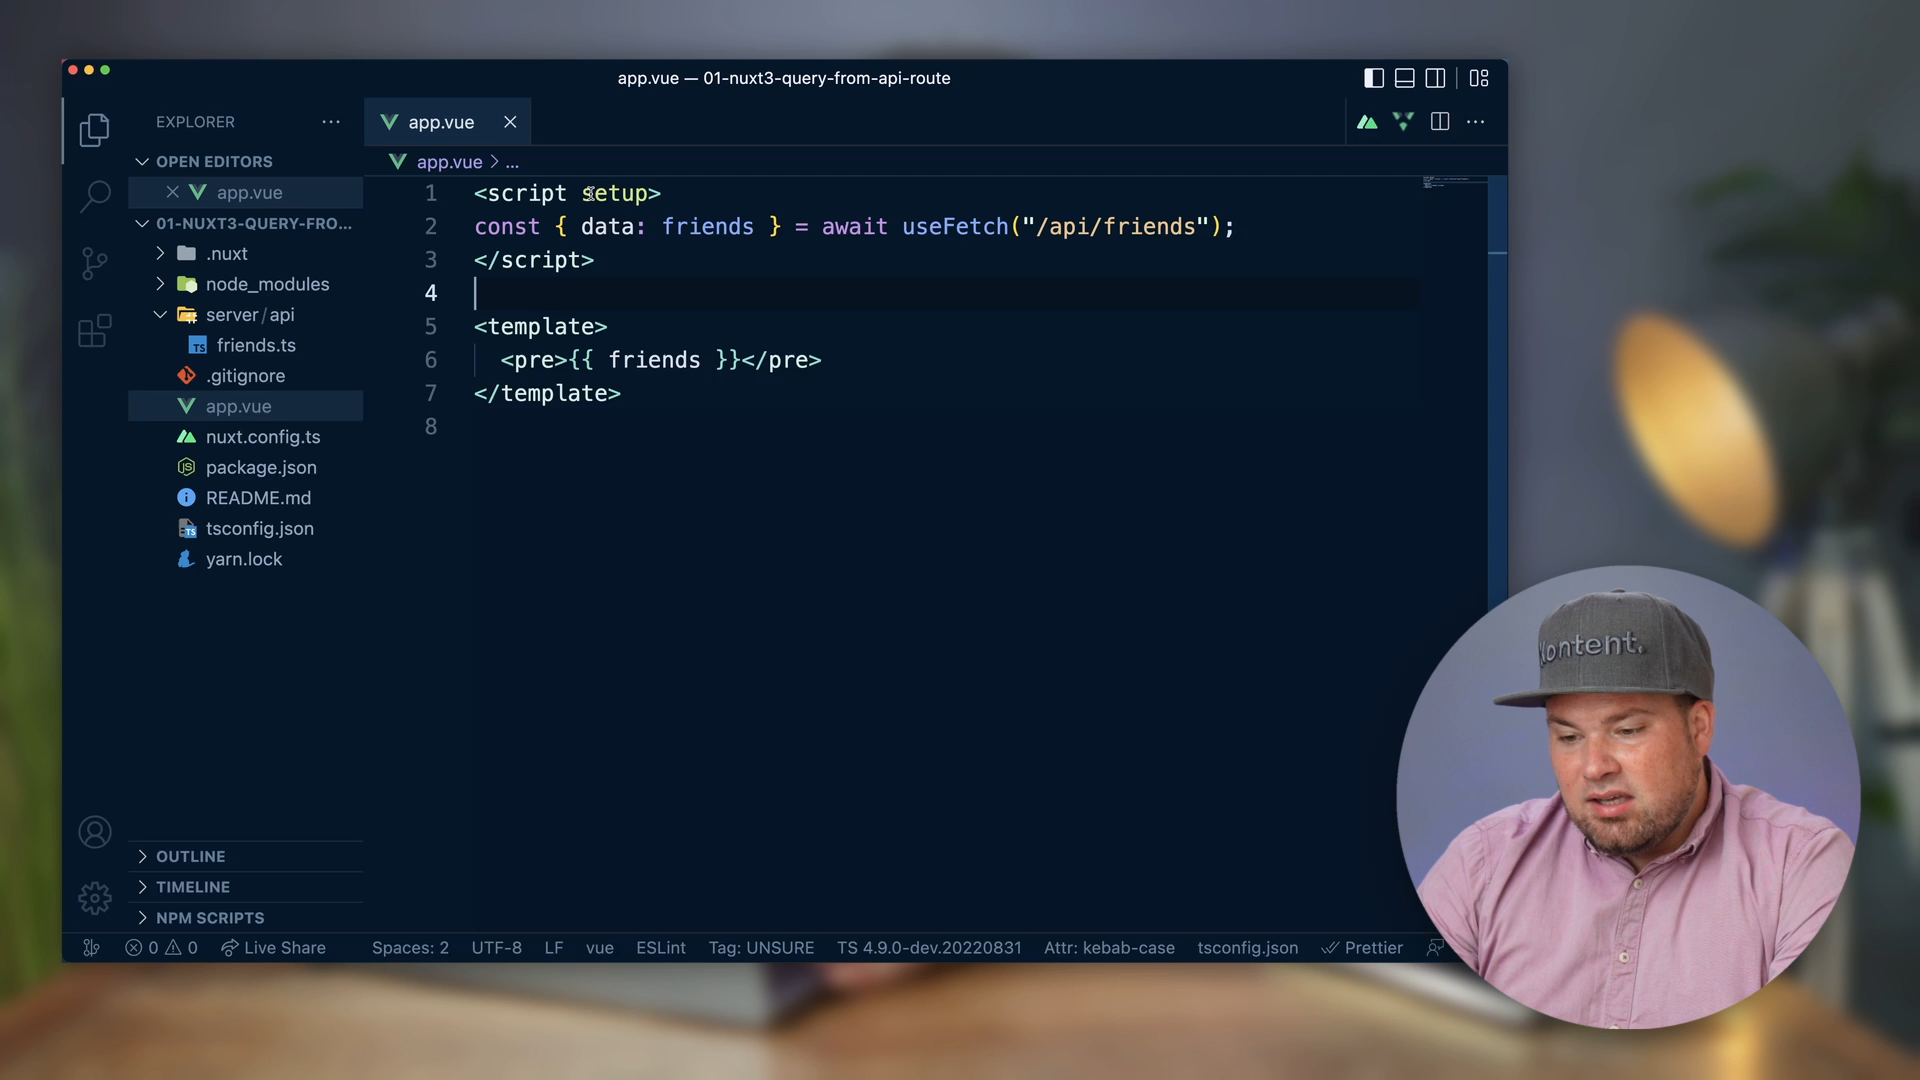 app.vue — 01-nuxt3-query-from-api-route
EXPLORER
app.vue
OPEN EDITORS
app.vue > ...
app.vue
01-NUXT3-QUERY-FRO...
.nuxt
node_modules
server/api
friends.ts
.gitignore
app.vue
nuxt.config.ts
package.json
README.md
tsconfig.json
yarn.lock
1 <script setup>
2 const { data: friends } = await useFetch("/api/friends");
3 </script>
4
5 <template>
6 <pre>{{ friends }}</pre>
7 </template>
8
OUTLINE
TIMELINE
NPM SCRIPTS
0 0 Live Share Spaces: 2 UTF-8 LF vue ESLint Tag: UNSURE TS 4.9.0-dev.20220831 Attr: kebab-case tsconfig.json Prettier
Kontent.